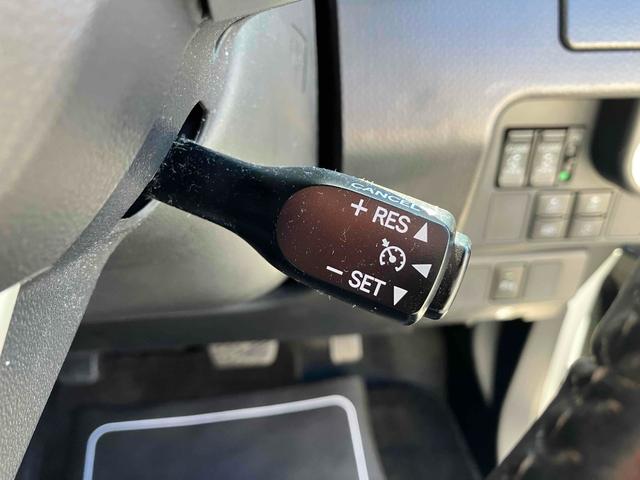 CANCEL
+ RES ▲
− SET ▼